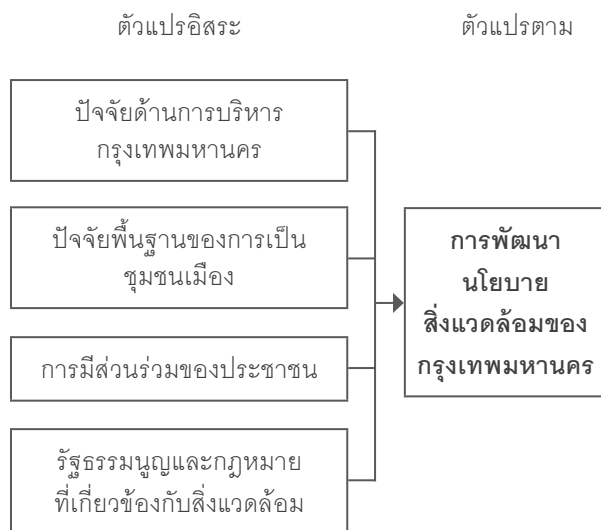 ตัวแปรอิสระ
ตัวแปรตาม
ปัจจัยด้านการบริหาร
กรุงเทพมหานคร
ปัจจัยพื้นฐานของการเป็น
ชุมชนเมือง
การมีส่วนร่วมของประชาชน
รัฐธรรมนูญและกฎหมาย
ที่เกี่ยวข้องกับสิ่งแวดล้อม
การพัฒนา
นโยบาย
สิ่งแวดล้อมของ
กรุงเทพมหานคร